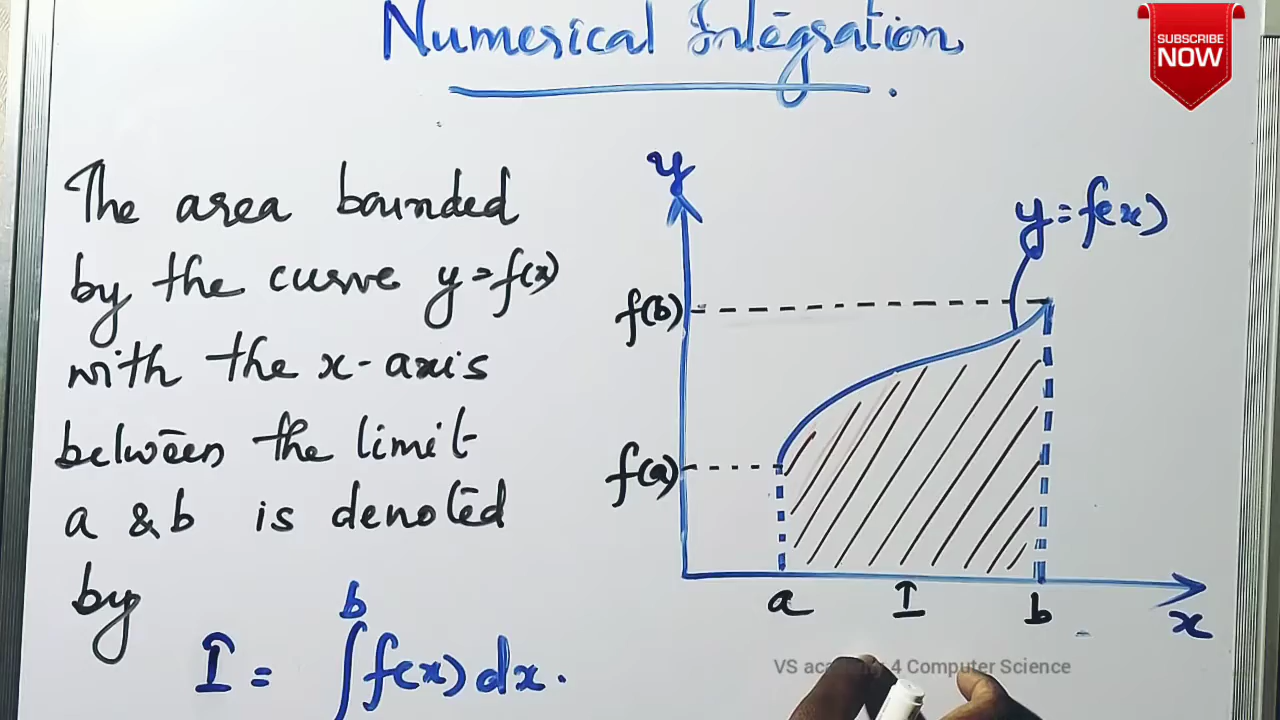 Numerical Integration.
SUBSCRIBE
NOW
The area bounded
by the curve y=f(x)
with the x-axis
between the limit
a & b is denoted
by
b
I = ∫ f(x) dx.
y
y=f(x)
f(b)
f(a)
a I b
x
VS academy 4 Computer Science